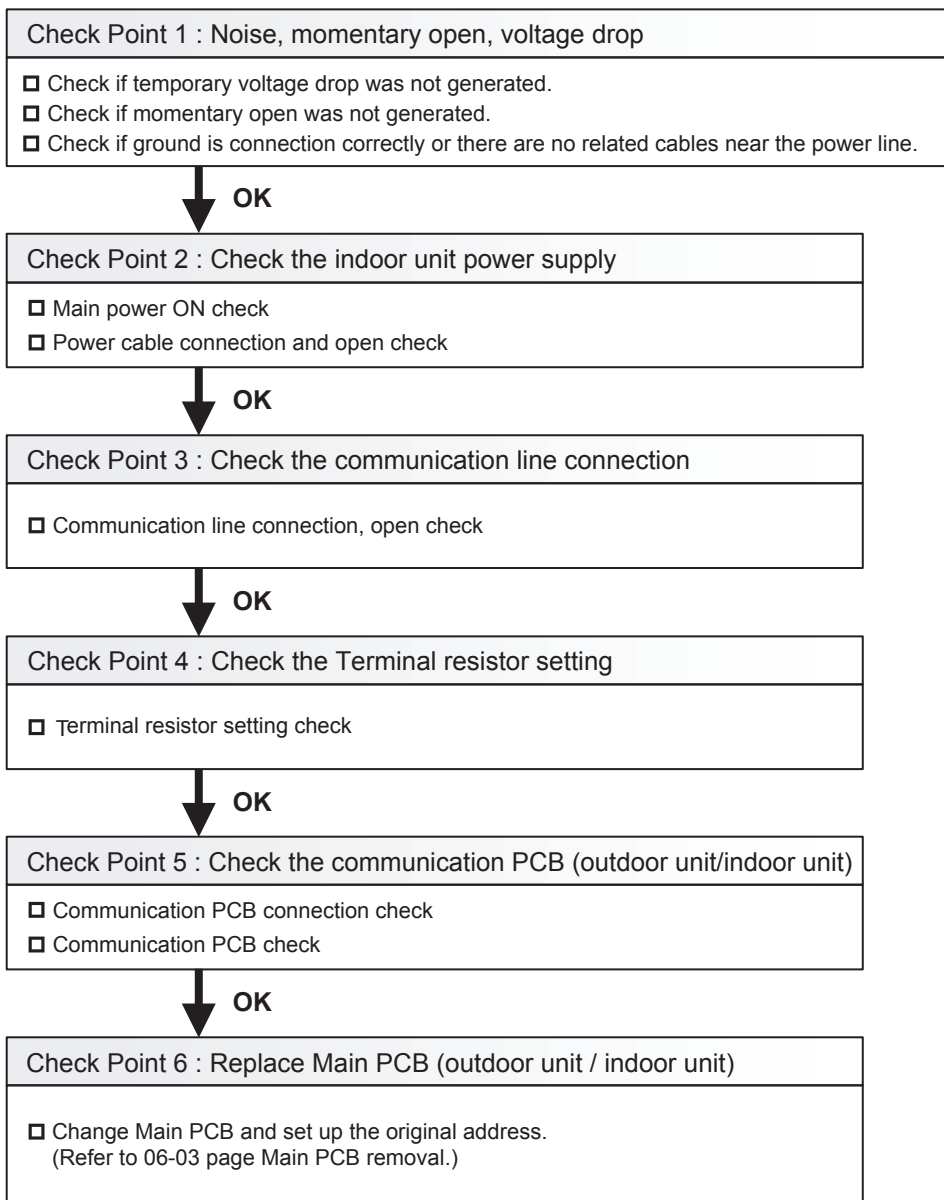 Check Point 1 : Noise, momentary open, voltage drop
Check if temporary voltage drop was not generated.
Check if momentary open was not generated.
Check if ground is connection correctly or there are no related cables near the power line.
OK
Check Point 2 : Check the indoor unit power supply
Main power ON check
Power cable connection and open check
OK
Check Point 3 : Check the communication line connection
Communication line connection, open check
OK
Check Point 4 : Check the Terminal resistor setting
Terminal resistor setting check
OK
Check Point 5 : Check the communication PCB (outdoor unit/indoor unit)
Communication PCB connection check
Communication PCB check
OK
Check Point 6 : Replace Main PCB (outdoor unit / indoor unit)
Change Main PCB and set up the original address.
(Refer to 06-03 page Main PCB removal.)